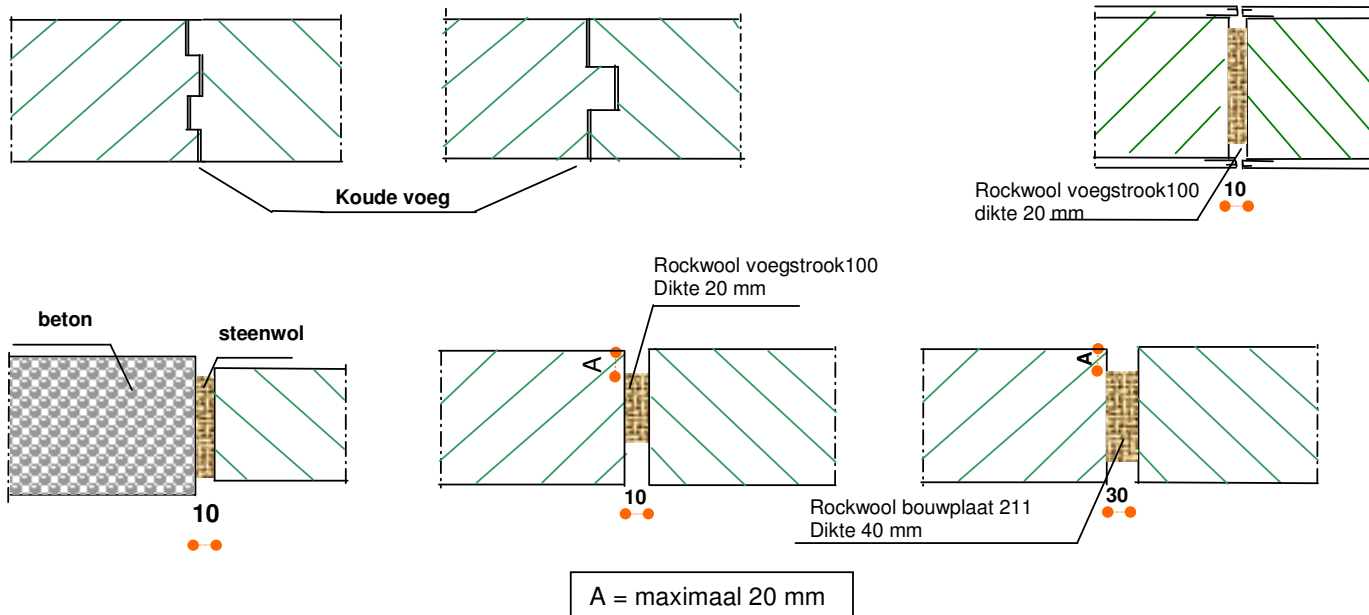 Koude voeg
Rockwool voegstrook100
dikte 20 mm
10
beton
steenwol
10
Rockwool voegstrook100
Dikte 20 mm
A
10
A
30
Rockwool bouwplaat 211
Dikte 40 mm
A = maximaal 20 mm